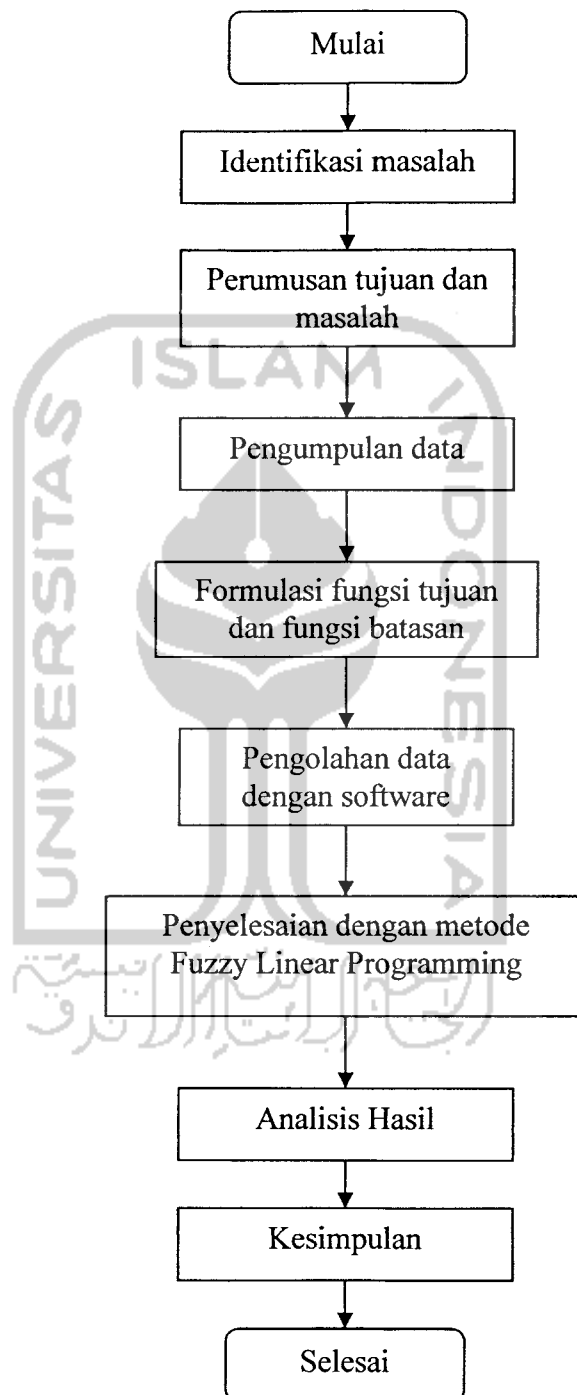 Mulai
Identifikasi masalah
Perumusan tujuan dan
masalah
ISLAM
UNIVERSITAS
INDONESIA
Pengumpulan data
Formulasi fungsi tujuan
dan fungsi batasan
Pengolahan data
dengan software
Penyelesaian dengan metode
Fuzzy Linear Programming
Analisis Hasil
Kesimpulan
Selesai